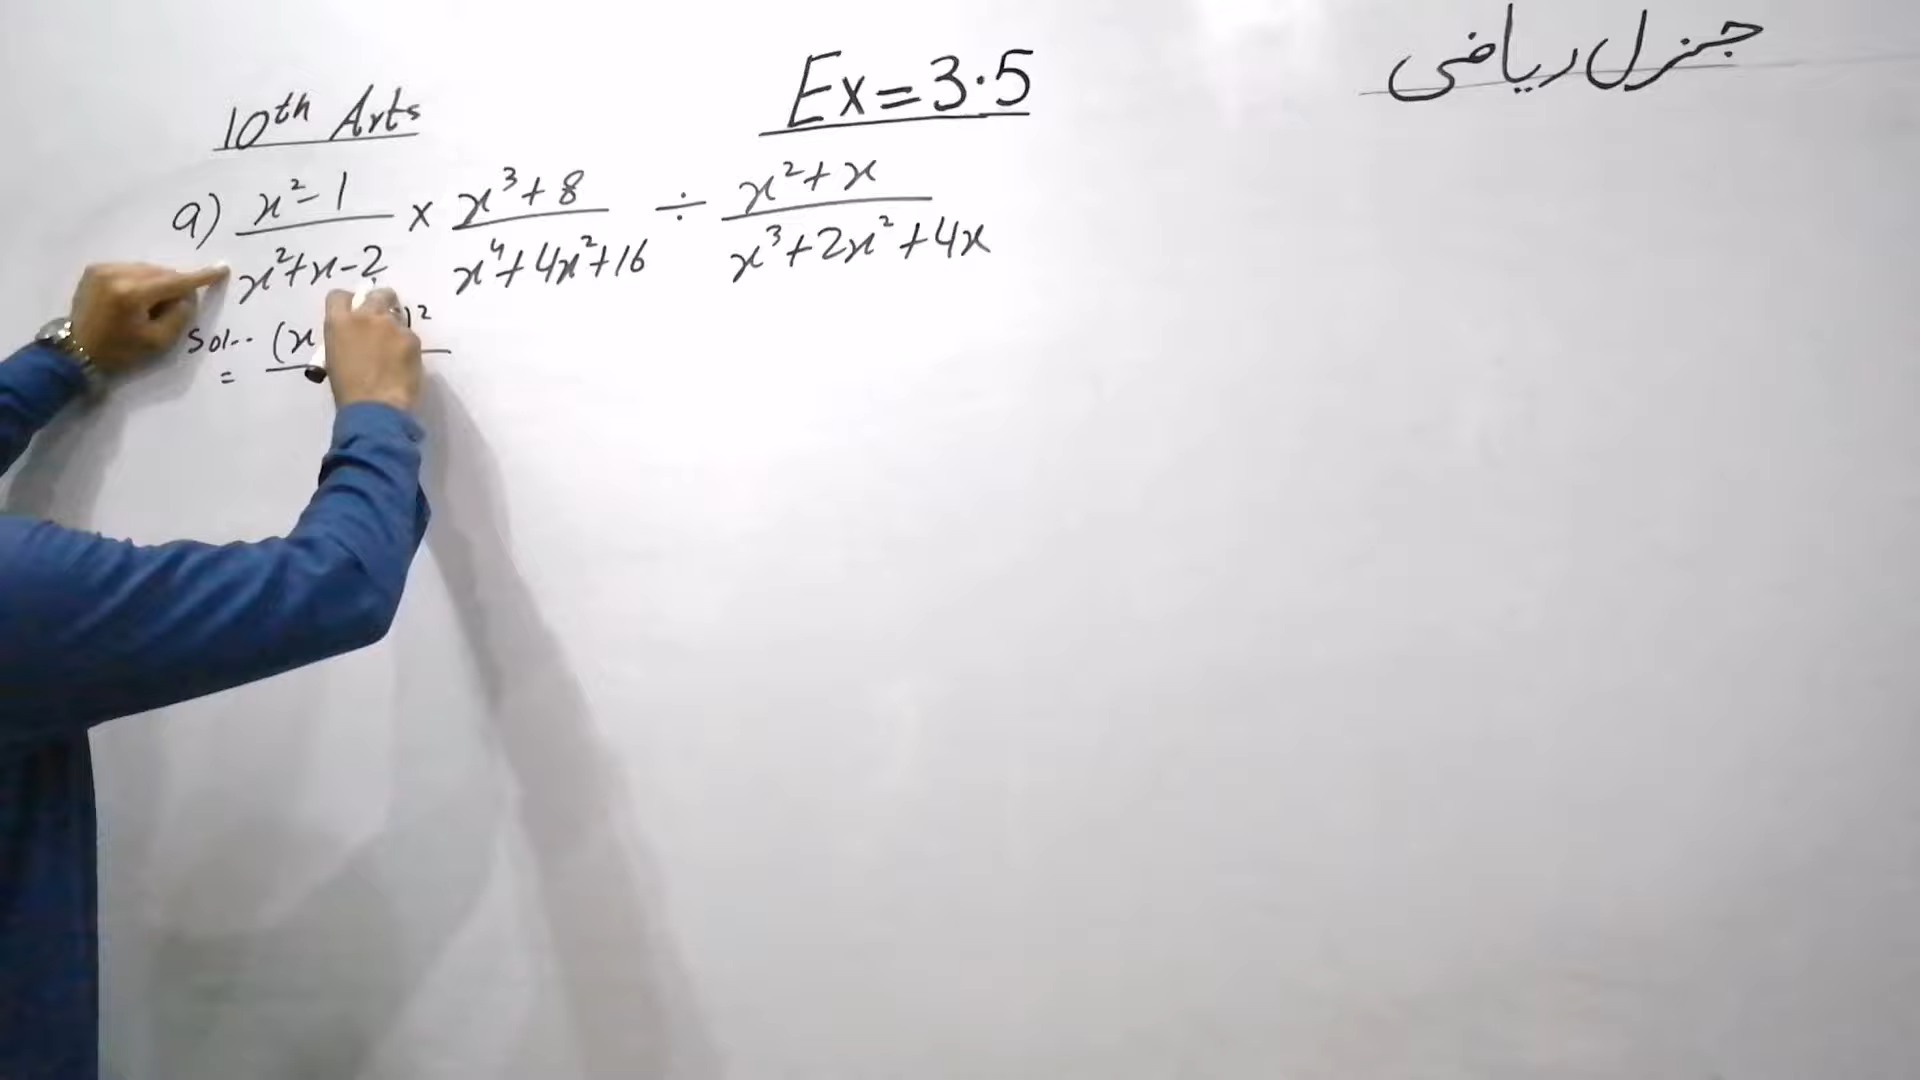 10th Arts
Ex = 3.5
جنرل ریاضی
a) x²-1 / x²+x-2 × x³+8 / x⁴+4x²+16 ÷ x²+x / x³+2x²+4x
Sol..
= (x )²